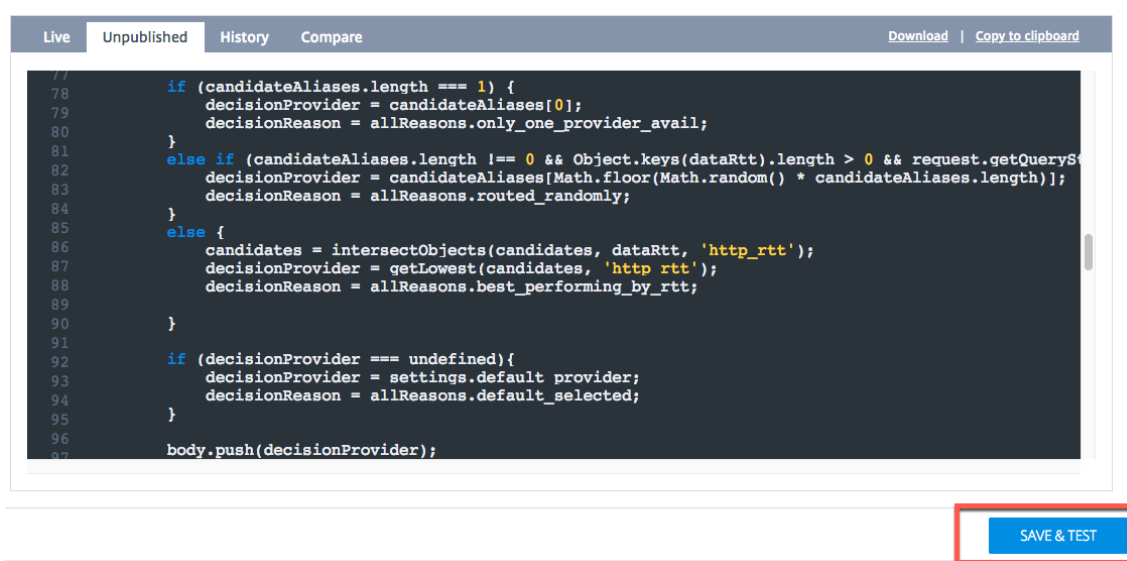 Live Unpublished History Compare Download | Copy to clipboard
77
78 if (candidateAliases.length === 1) {
79 decisionProvider = candidateAliases[0];
80 decisionReason = allReasons.only_one_provider_avail;
81 }
82 else if (candidateAliases.length !== 0 && Object.keys(dataRtt).length > 0 && request.getQuerySt
83 decisionProvider = candidateAliases[Math.floor(Math.random() * candidateAliases.length)];
84 decisionReason = allReasons.routed_randomly;
85 }
86 else {
87 candidates = intersectObjects(candidates, dataRtt, 'http_rtt');
88 decisionProvider = getLowest(candidates, 'http rtt');
89 decisionReason = allReasons.best_performing_by_rtt;
90
91 }
92
93 if (decisionProvider === undefined){
94 decisionProvider = settings.default provider;
95 decisionReason = allReasons.default_selected;
96 }
97
body.push(decisionProvider);
SAVE & TEST